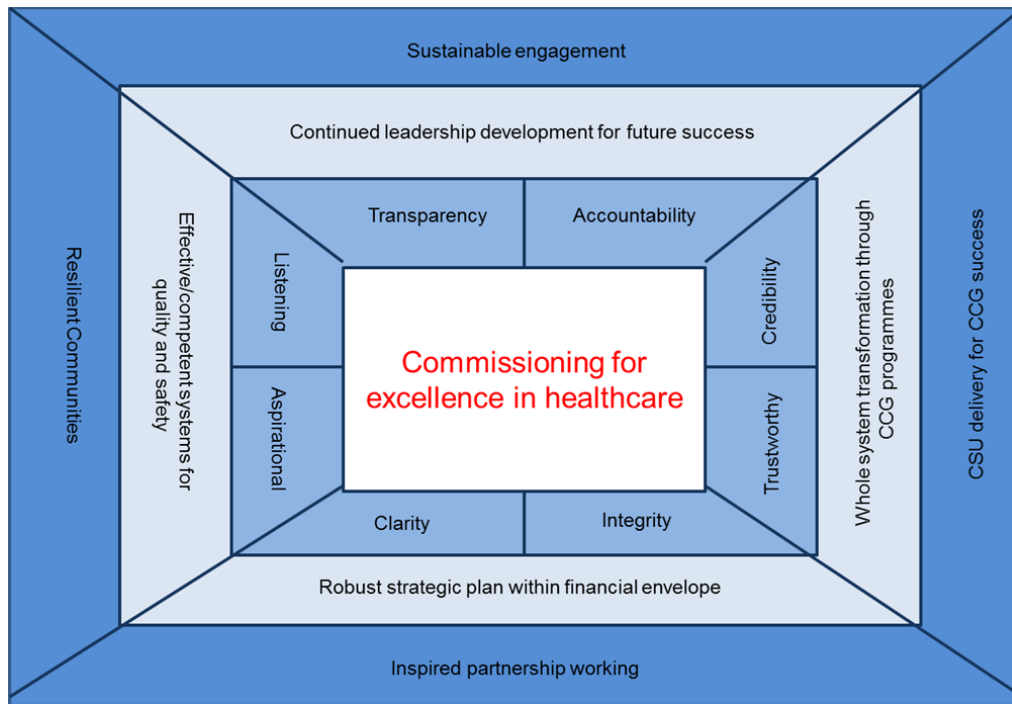 Sustainable engagement
Continued leadership development for future success
Transparency
Accountability
Resilient Communities
Effective/competent systems for
quality and safety
Listening
Aspirational
Commissioning for
excellence in healthcare
Credibility
Trustworthy
Whole system transformation through
CCG programmes
CSU delivery for CCG success
Clarity
Integrity
Robust strategic plan within financial envelope
Inspired partnership working